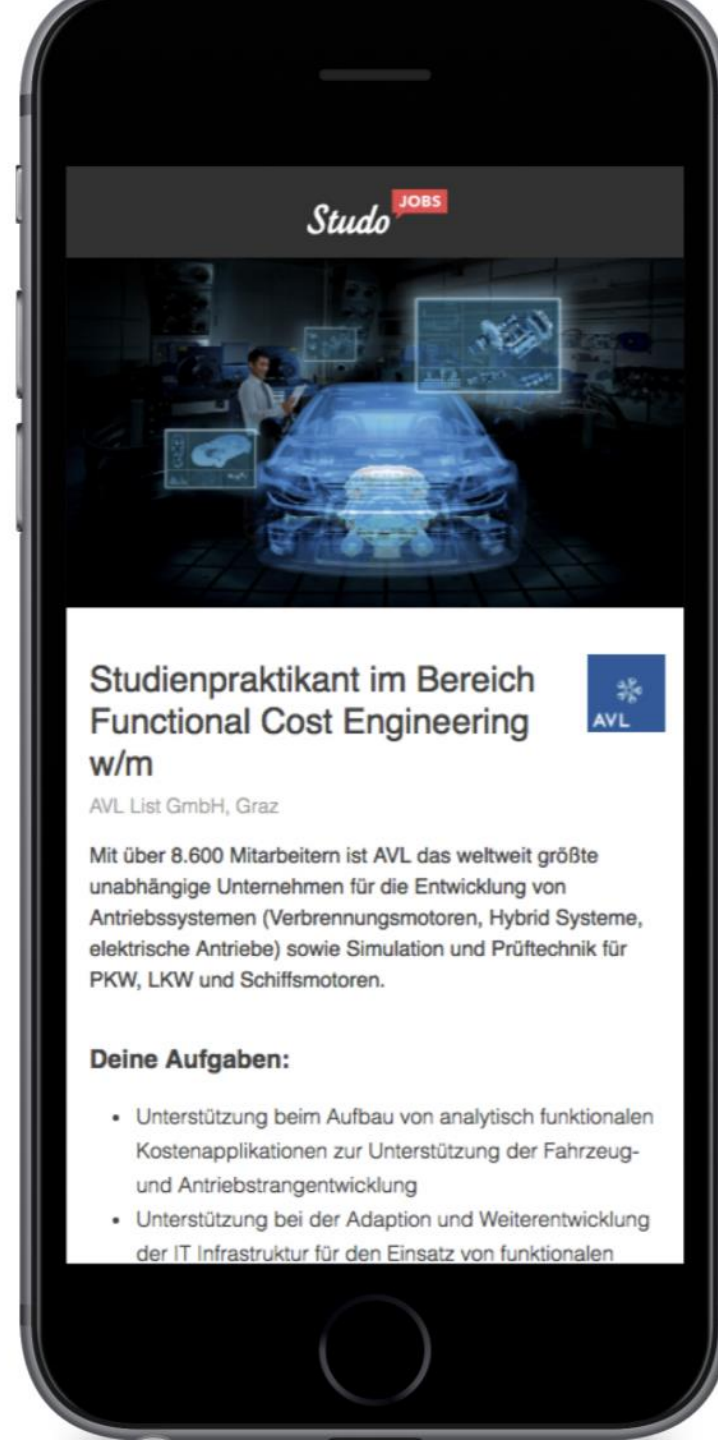 Studo JOBS
Studienpraktikant im Bereich
Functional Cost Engineering
w/m
AVL
AVL List GmbH, Graz
Mit über 8.600 Mitarbeitern ist AVL das weltweit größte
unabhängige Unternehmen für die Entwicklung von
Antriebssystemen (Verbrennungsmotoren, Hybrid Systeme,
elektrische Antriebe) sowie Simulation und Prüftechnik für
PKW, LKW und Schiffsmotoren.
Deine Aufgaben:
• Unterstützung beim Aufbau von analytisch funktionalen
Kostenapplikationen zur Unterstützung der Fahrzeug-
und Antriebstrangentwicklung
• Unterstützung bei der Adaption und Weiterentwicklung
der IT Infrastruktur für den Einsatz von funktionalen